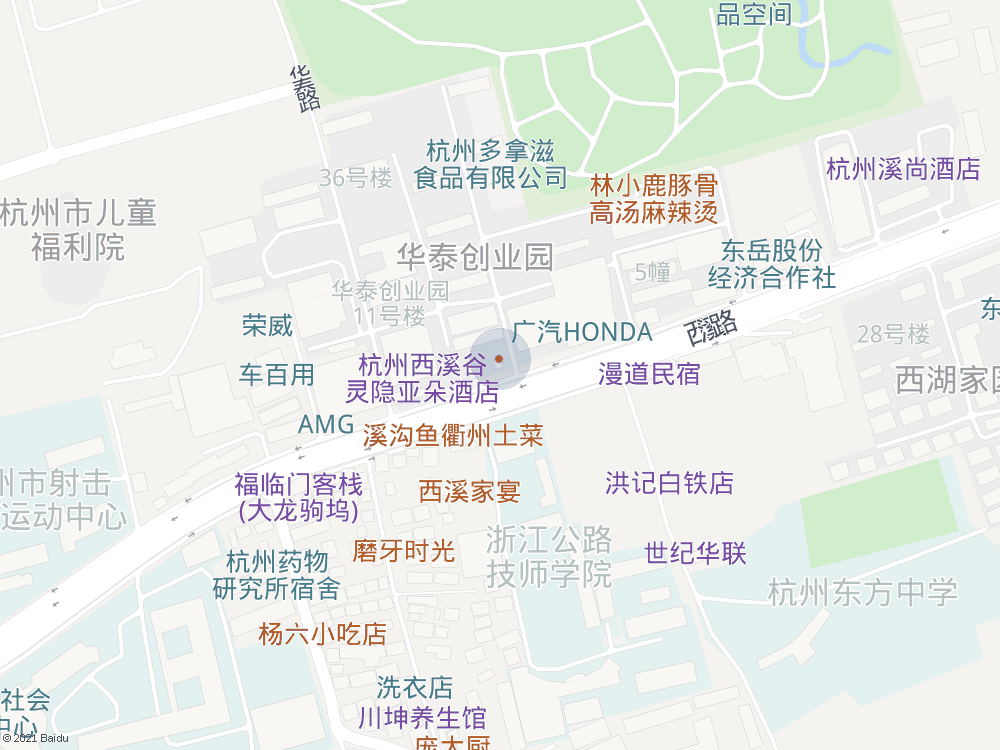 品空间
华泰路
杭州多拿滋
食品有限公司
36号楼
杭州溪尚酒店
林小鹿豚骨
高汤麻辣烫
杭州市儿童
福利院
华泰创业园
东岳股份
经济合作社
5幢
华泰创业园
11号楼
荣威
广汽HONDA
西溪路
东
28号楼
杭州西溪谷
灵隐亚朵酒店
车百用
漫道民宿
西湖家园
AMG
溪沟鱼衢州土菜
州市射击
运动中心
福临门客栈
(大龙驹坞)
西溪家宴
洪记白铁店
浙江公路
技师学院
磨牙时光
世纪华联
杭州药物
研究所宿舍
杭州东方中学
杨六小吃店
洗衣店
社会
中心
川坤养生馆
庞大厨
© 2021 Baidu